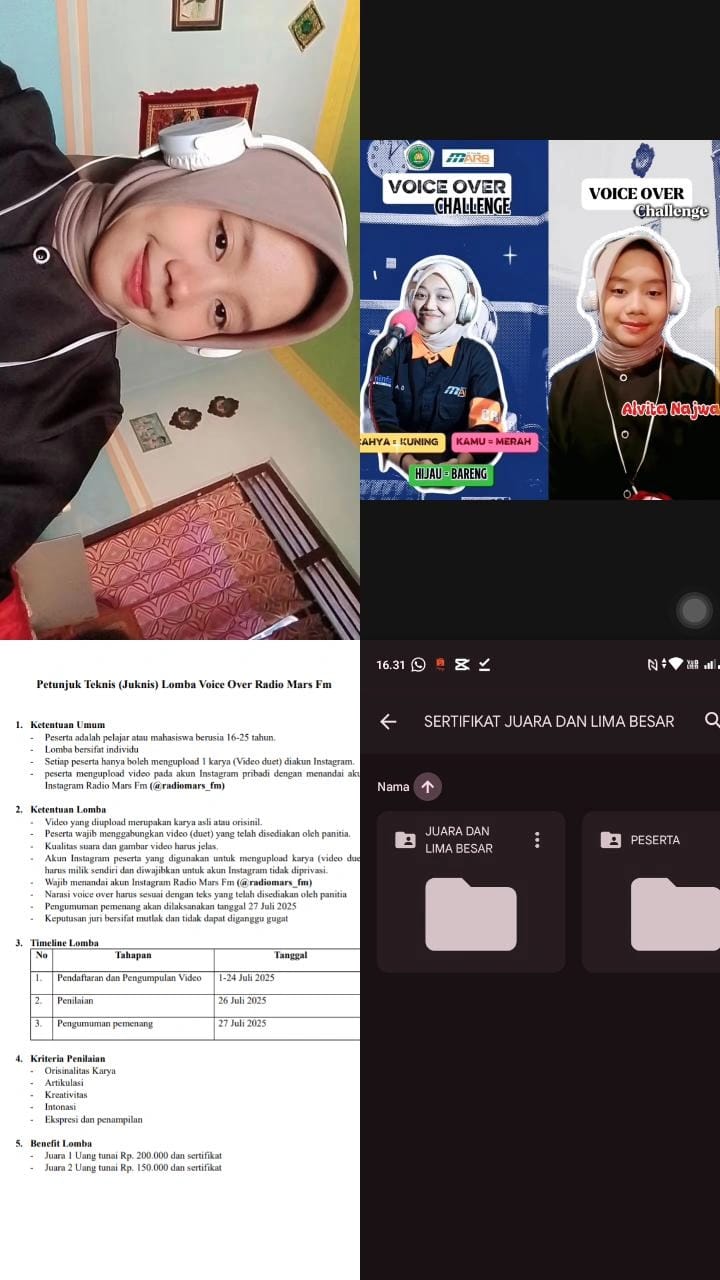 MARS
VOICE OVER
CHALLENGE
AHYA = KUNING
KAMU = MERAH
HIJAU = BARENG
VOICE OVER
Challenge
Alvita Najwa
Petunjuk Teknis (Juknis) Lomba Voice Over Radio Mars Fm
1. Ketentuan Umum
- Peserta adalah pelajar atau mahasiswa berusia 16-25 tahun.
- Lomba bersifat individu
- Setiap peserta hanya boleh mengupload 1 karya (Video duet) diakun Instagram.
- peserta mengupload video pada akun Instagram pribadi dengan menandai aku
Instagram Radio Mars Fm (@radiomars_fm)
2. Ketentuan Lomba
- Video yang diupload merupakan karya asli atau orisinil.
- Peserta wajib menggabungkan video (duet) yang telah disediakan oleh panitia.
- Kualitas suara dan gambar video harus jelas.
- Akun Instagram peserta yang digunakan untuk mengupload karya (video due
harus milik sendiri dan diwajibkan untuk akun Instagram tidak diprivasi.
- Wajib menandai akun Instagram Radio Mars Fm (@radiomars_fm)
- Narasi voice over harus sesuai dengan teks yang telah disediakan oleh panitia
- Pengumuman pemenang akan dilaksanakan tanggal 27 Juli 2025
- Keputusan juri bersifat mutlak dan tidak dapat diganggu gugat
3. Timeline Lomba
No Tahapan Tanggal
1. Pendaftaran dan Pengumpulan Video 1-24 Juli 2025
2. Penilaian 26 Juli 2025
3. Pengumuman pemenang 27 Juli 2025
4. Kriteria Penilaian
- Orisinalitas Karya
- Artikulasi
- Kreativitas
- Intonasi
- Ekspresi dan penampilan
5. Benefit Lomba
- Juara 1 Uang tunai Rp. 200.000 dan sertifikat
- Juara 2 Uang tunai Rp. 150.000 dan sertifikat
16.31
SERTIFIKAT JUARA DAN LIMA BESAR
Nama
JUARA DAN
LIMA BESAR
PESERTA